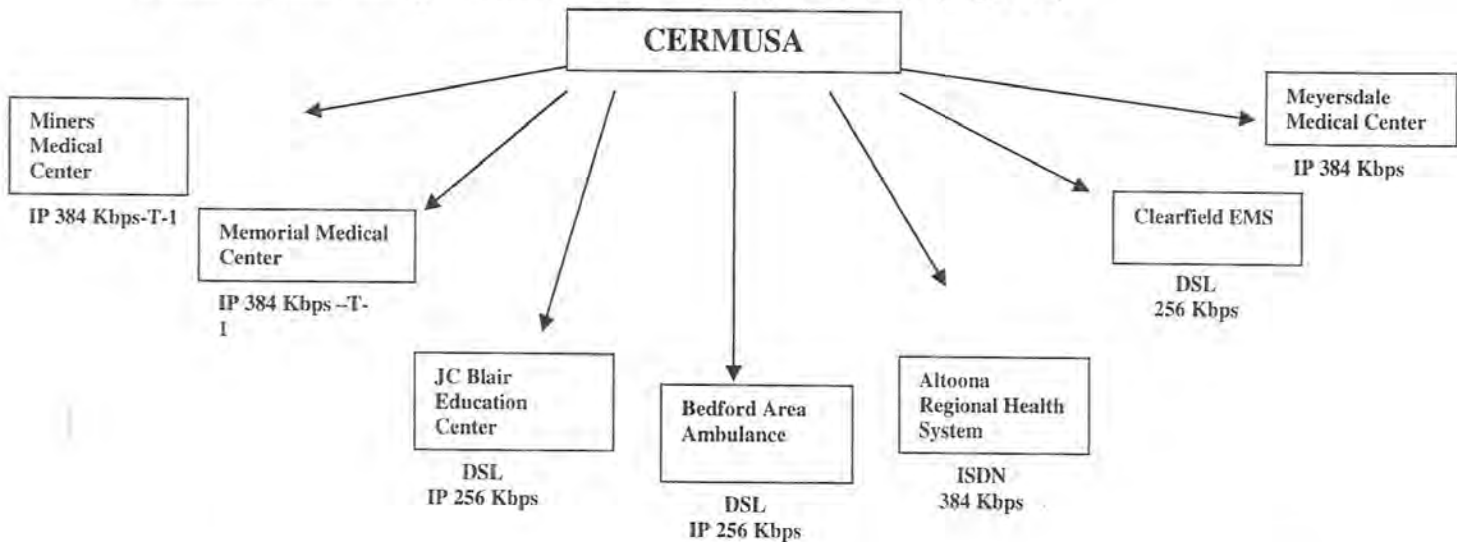 CERMUSA
Miners
Medical
Center
IP 384 Kbps-T-1
Memorial Medical
Center
IP 384 Kbps –T-
1
JC Blair
Education
Center
DSL
IP 256 Kbps
Bedford Area
Ambulance
DSL
IP 256 Kbps
Altoona
Regional Health
System
ISDN
384 Kbps
Clearfield EMS
DSL
256 Kbps
Meyersdale
Medical Center
IP 384 Kbps